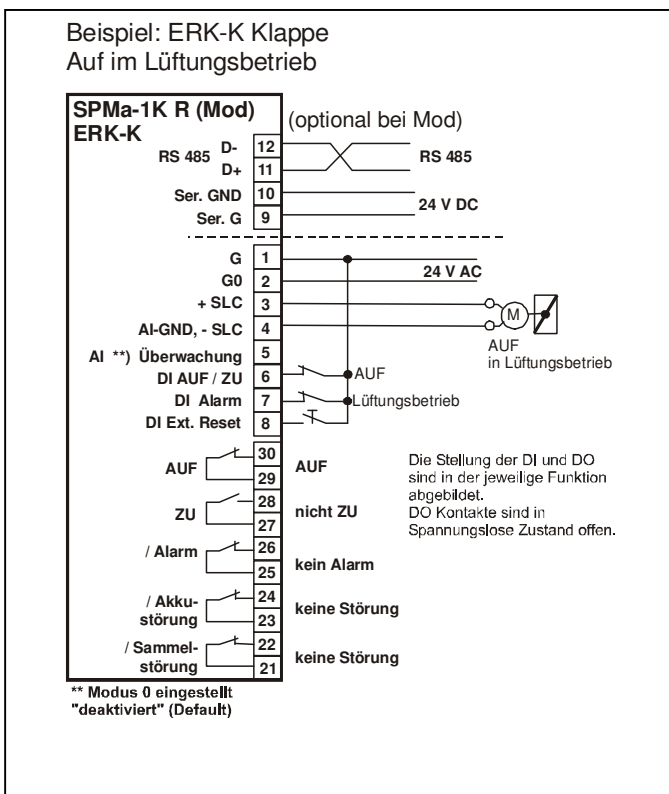 Beispiel: ERK-K Klappe
Auf im Lüftungsbetrieb
SPMa-1K R (Mod)
ERK-K
(optional bei Mod)
RS 485 D- 12
D+ 11
RS 485
Ser. GND 10
Ser. G 9
24 V DC
G 1
G0 2
24 V AC
+ SLC 3
AI-GND, - SLC 4
M
AUF
in Lüftungsbetrieb
AI **) Überwachung 5
DI AUF / ZU 6 AUF
DI Alarm 7 Lüftungsbetrieb
DI Ext. Reset 8
AUF 30
29
AUF
ZU 28
27
nicht ZU
/ Alarm 26
25
kein Alarm
/ Akku-
störung
24
23
keine Störung
/ Sammel-
störung
22
21
keine Störung
Die Stellung der DI und DO
sind in der jeweilige Funktion
abgebildet.
DO Kontakte sind in
Spannungslose Zustand offen.
** Modus 0 eingestellt
"deaktiviert" (Default)